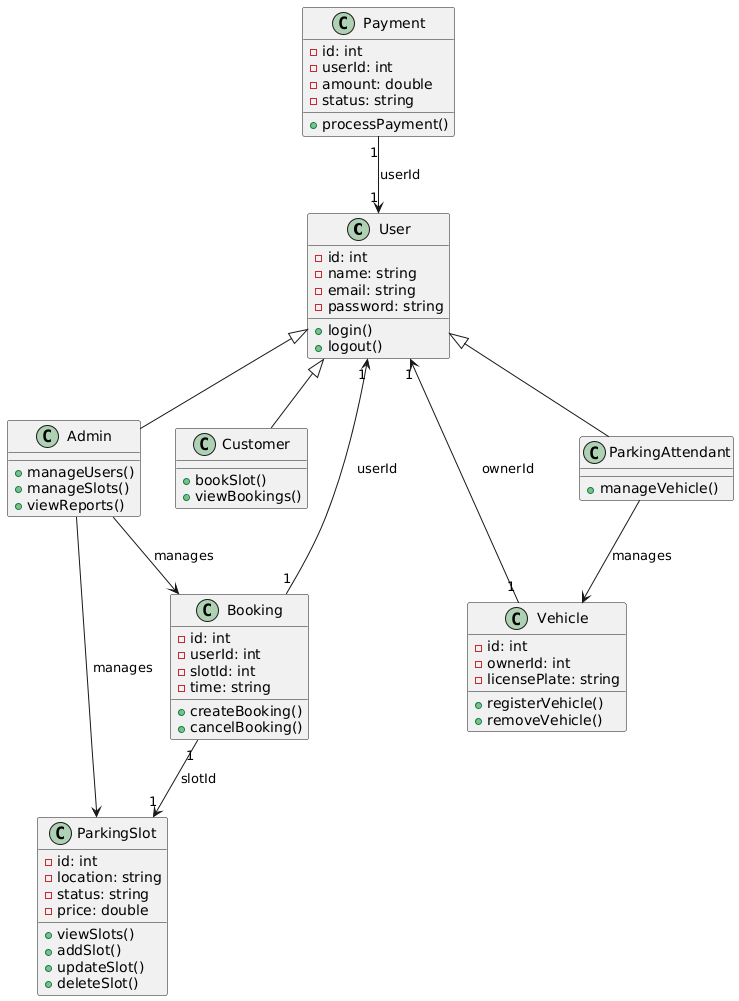 C Payment
id: int
userId: int
amount: double
status: string
processPayment()
1
userId
1
C User
id: int
name: string
email: string
password: string
login()
logout()
1
1
C Admin
manageUsers()
manageSlots()
viewReports()
C Customer
bookSlot()
viewBookings()
userId
ownerId
C ParkingAttendant
manageVehicle()
manages
manages
1
1
C Booking
id: int
userId: int
slotId: int
time: string
createBooking()
cancelBooking()
C Vehicle
id: int
ownerId: int
licensePlate: string
registerVehicle()
removeVehicle()
manages
1
slotId
1
C ParkingSlot
id: int
location: string
status: string
price: double
viewSlots()
addSlot()
updateSlot()
deleteSlot()